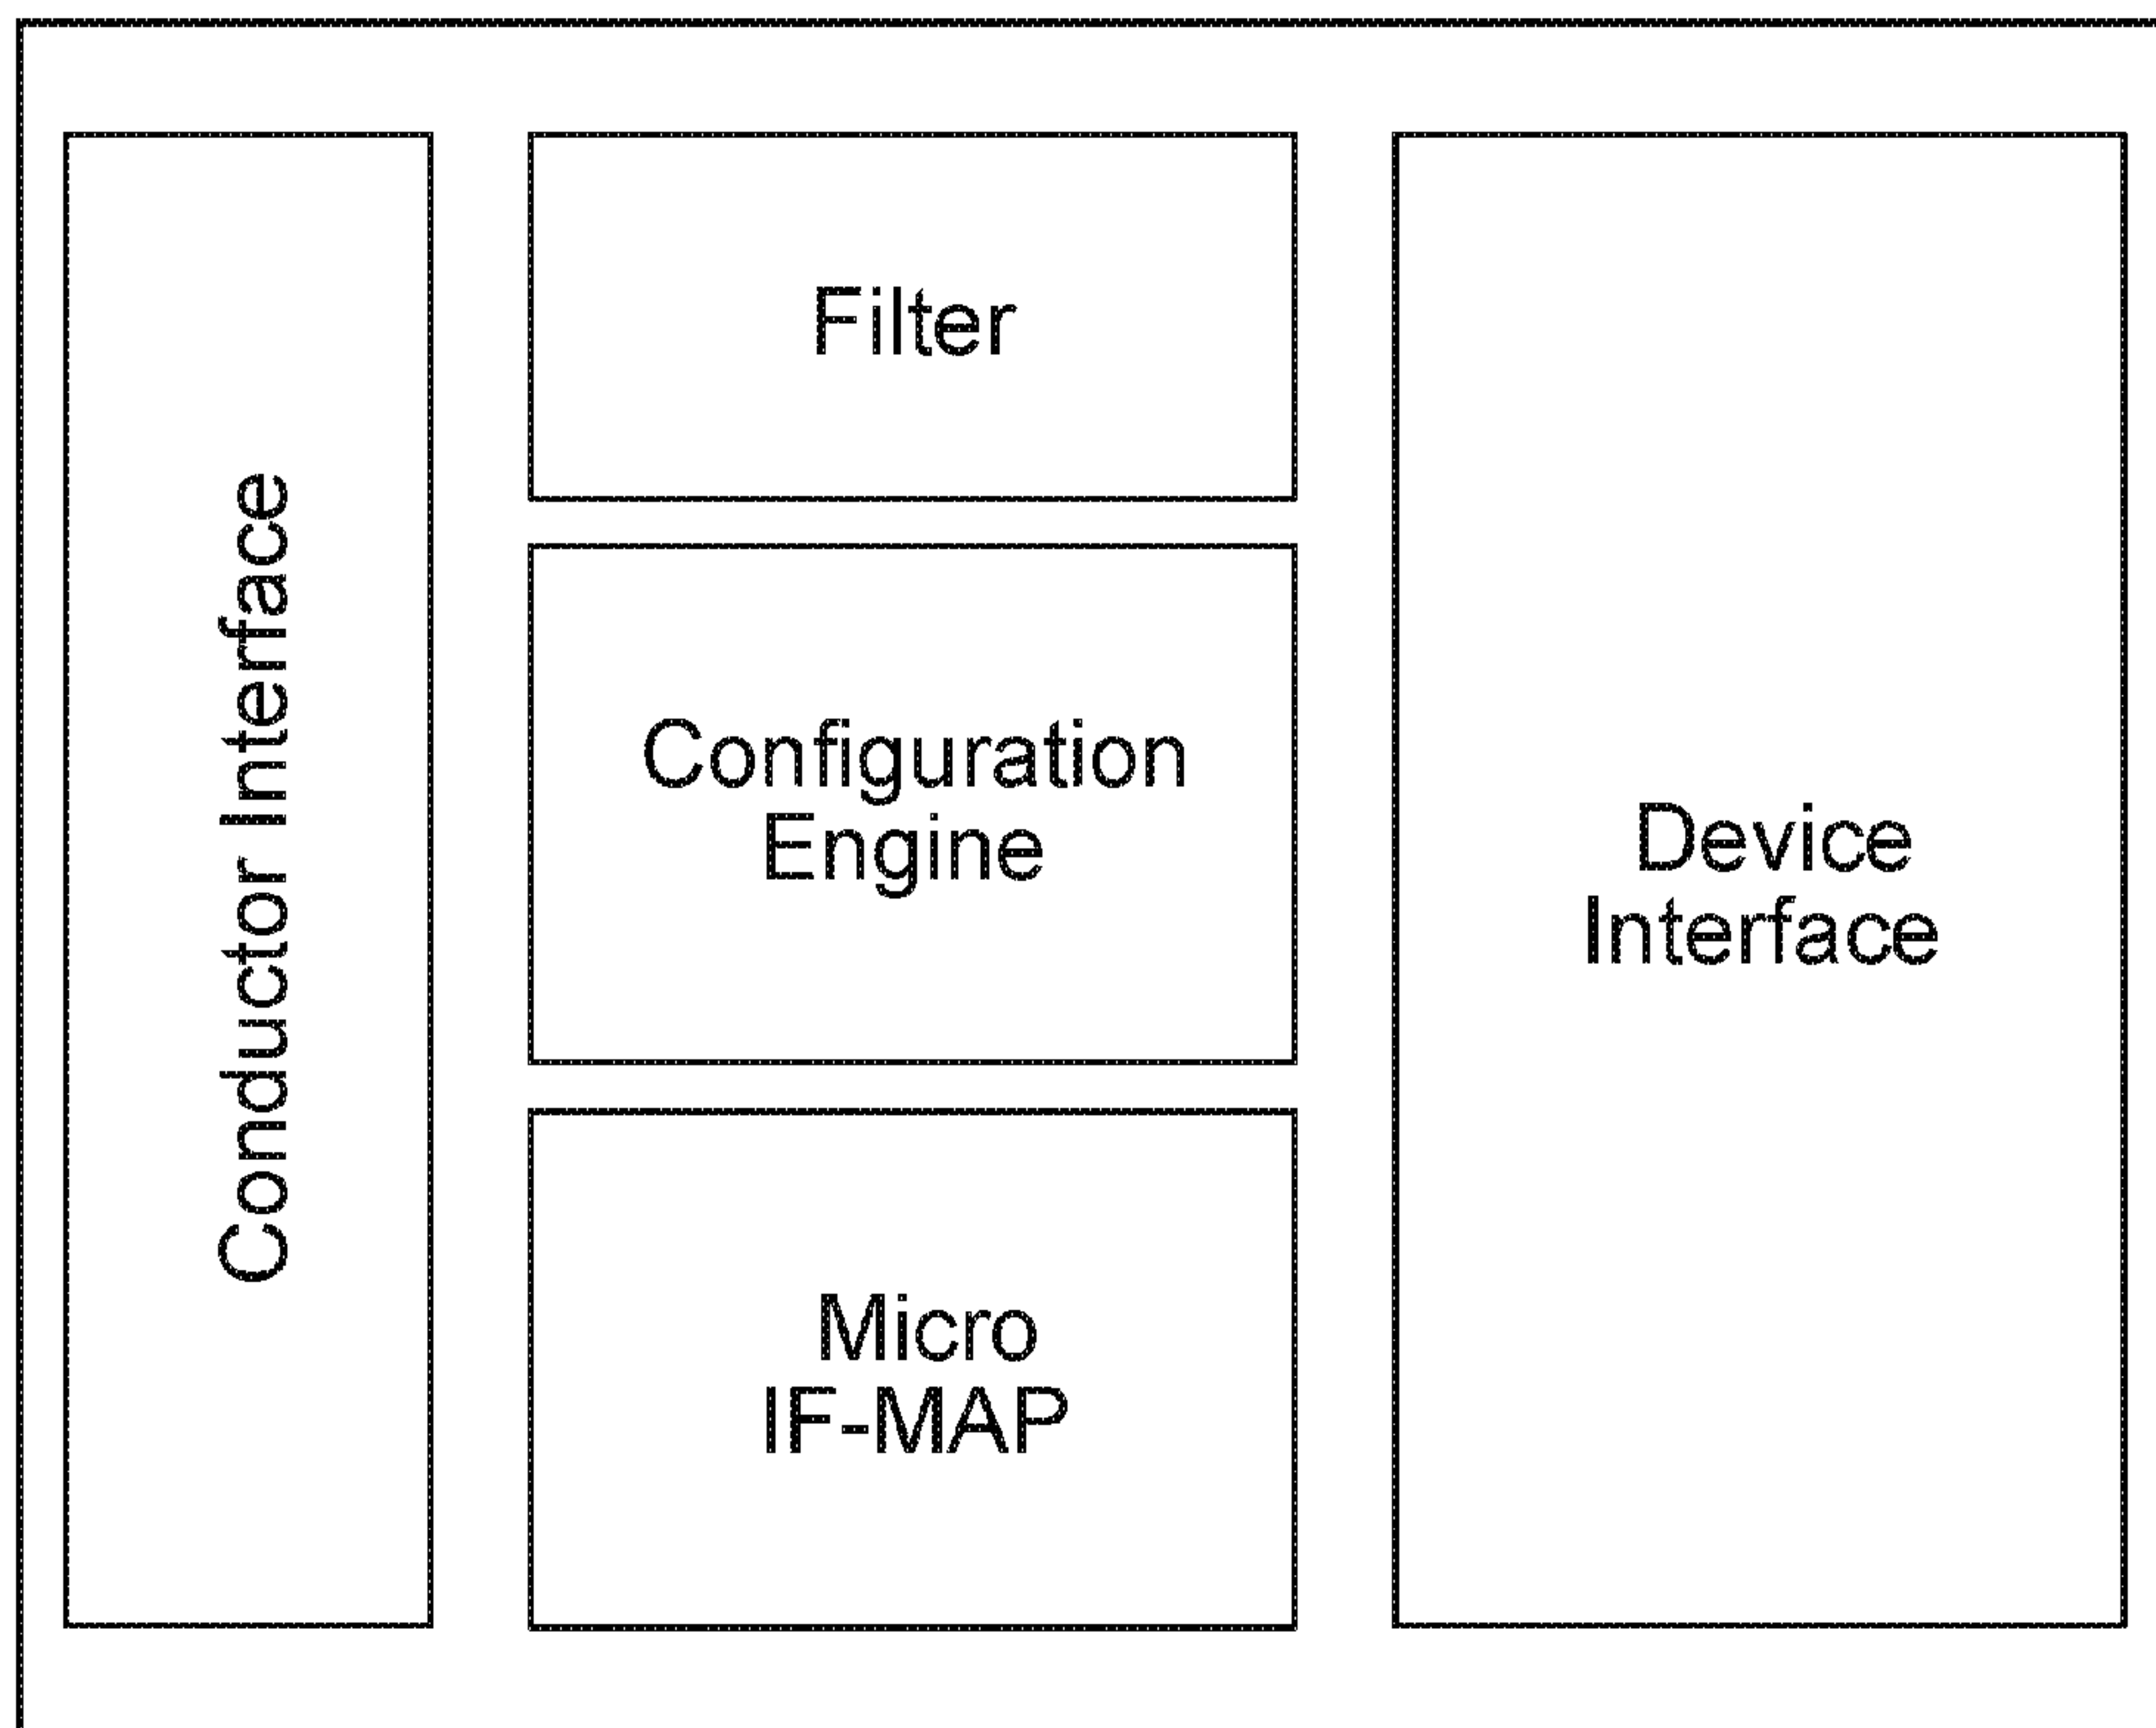 Conductor Interface
Filter
Configuration
Engine
Micro
IF-MAP
Device
Interface